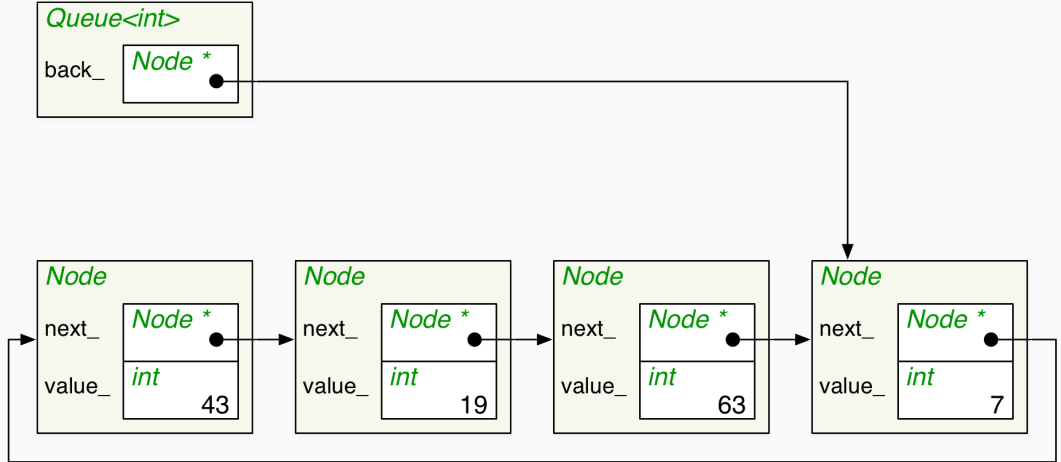 Queue<int>
back_ Node *
Node Node Node Node
next_ Node * next_ Node * next_ Node * next_ Node *
value_ int value_ int value_ int value_ int
43 19 63 7